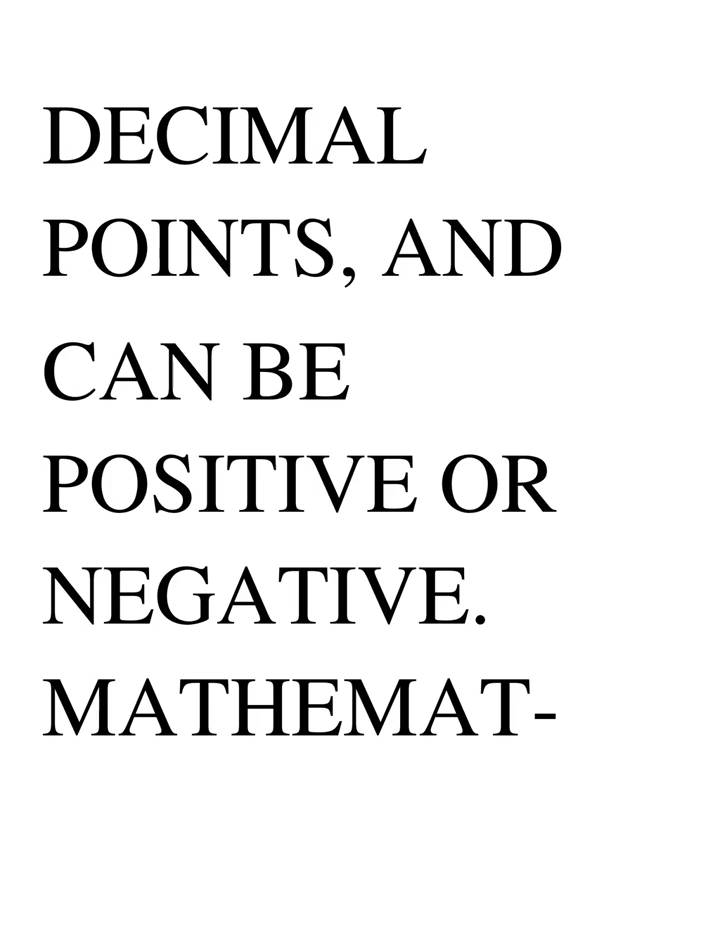 DECIMAL
POINTS, AND
CAN BE
POSITIVE OR
NEGATIVE.
MATHEMAT-